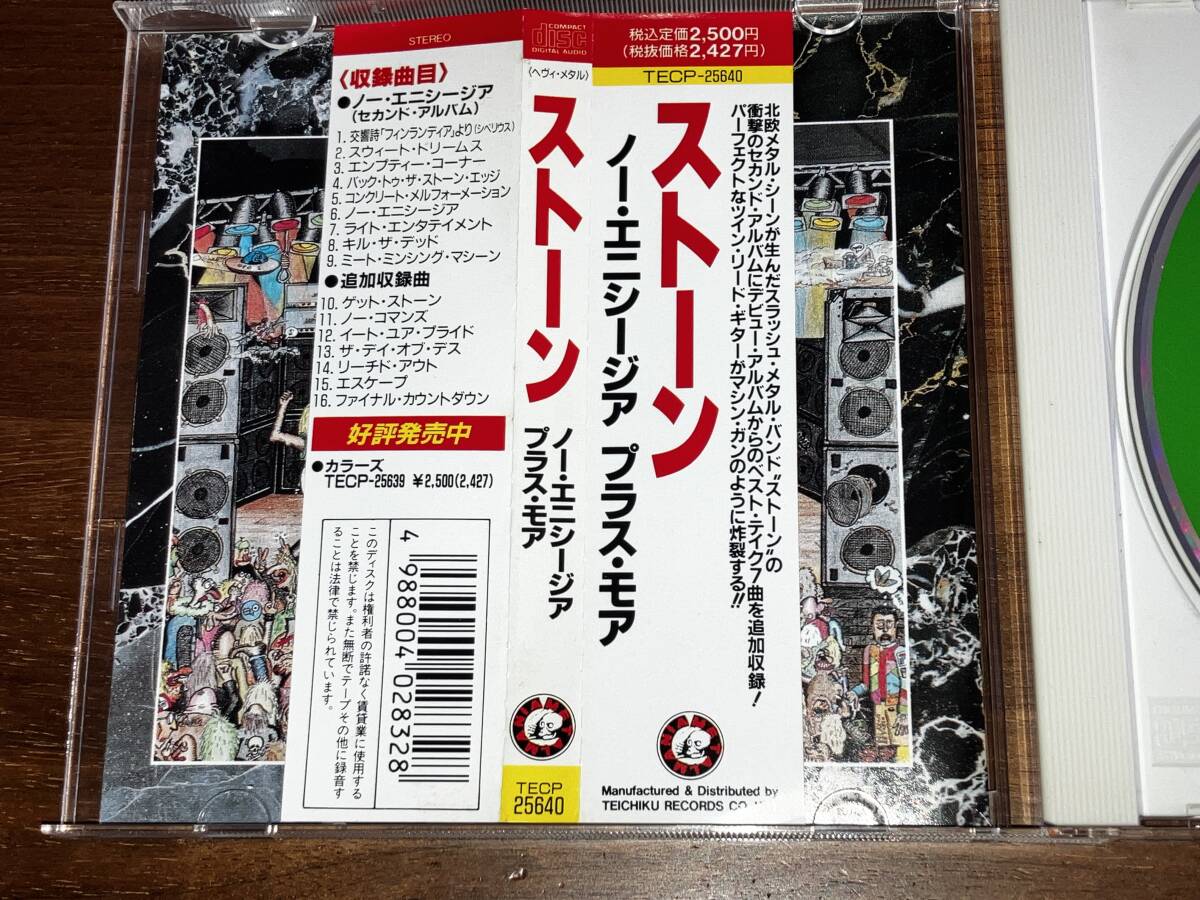 STEREO
〈収録曲目〉
●ノー・エニシージア
(セカンド・アルバム)
1. 交響詩「フィンランディア」より(シベリウス)
2. スウィート・ドリームス
3. エンプティー・コーナー
4. バック・トゥ・ザ・ストーン・エッジ
5. コンクリート・メルフォーメーション
6. ノー・エニシージア
7. ライト・エンタテイメント
8. キル・ザ・デッド
9. ミート・ミンシング・マシーン
●追加収録曲
10. ゲット・ストーン
11. ノー・コマンズ
12. イート・ユア・プライド
13. ザ・デイ・オブ・デス
14. リーチド・アウト
15. エスケープ
16. ファイナル・カウントダウン
好評発売中
●カラーズ
TECP-25639 ￥2,500(2,427)
このディスクは権利者の許諾なく賃貸業に使用する
ことを禁じます。また無断でテープその他に録音す
ることは法律で禁じられています。
4 988004 028328
COMPACT
disc
DIGITAL AUDIO
〈ヘヴィ・メタル〉
ストーン
ノー・エニシージア
プラス・モア
TECP
25640
税込定価2,500円
(税抜価格2,427円)
TECP-25640
北欧メタル・シーンが生んだスラッシュ・メタル・バンド“ストーン”の
衝撃のセカンド・アルバムにデビュー・アルバムからのベスト・テイク7曲を追加収録!
パーフェクトなツイン・リード・ギターがマシン・ガンのように炸裂する!!
ストーン
ノー・エニシージア プラス・モア
Manufactured & Distributed by
TEICHIKU RECORDS CO.